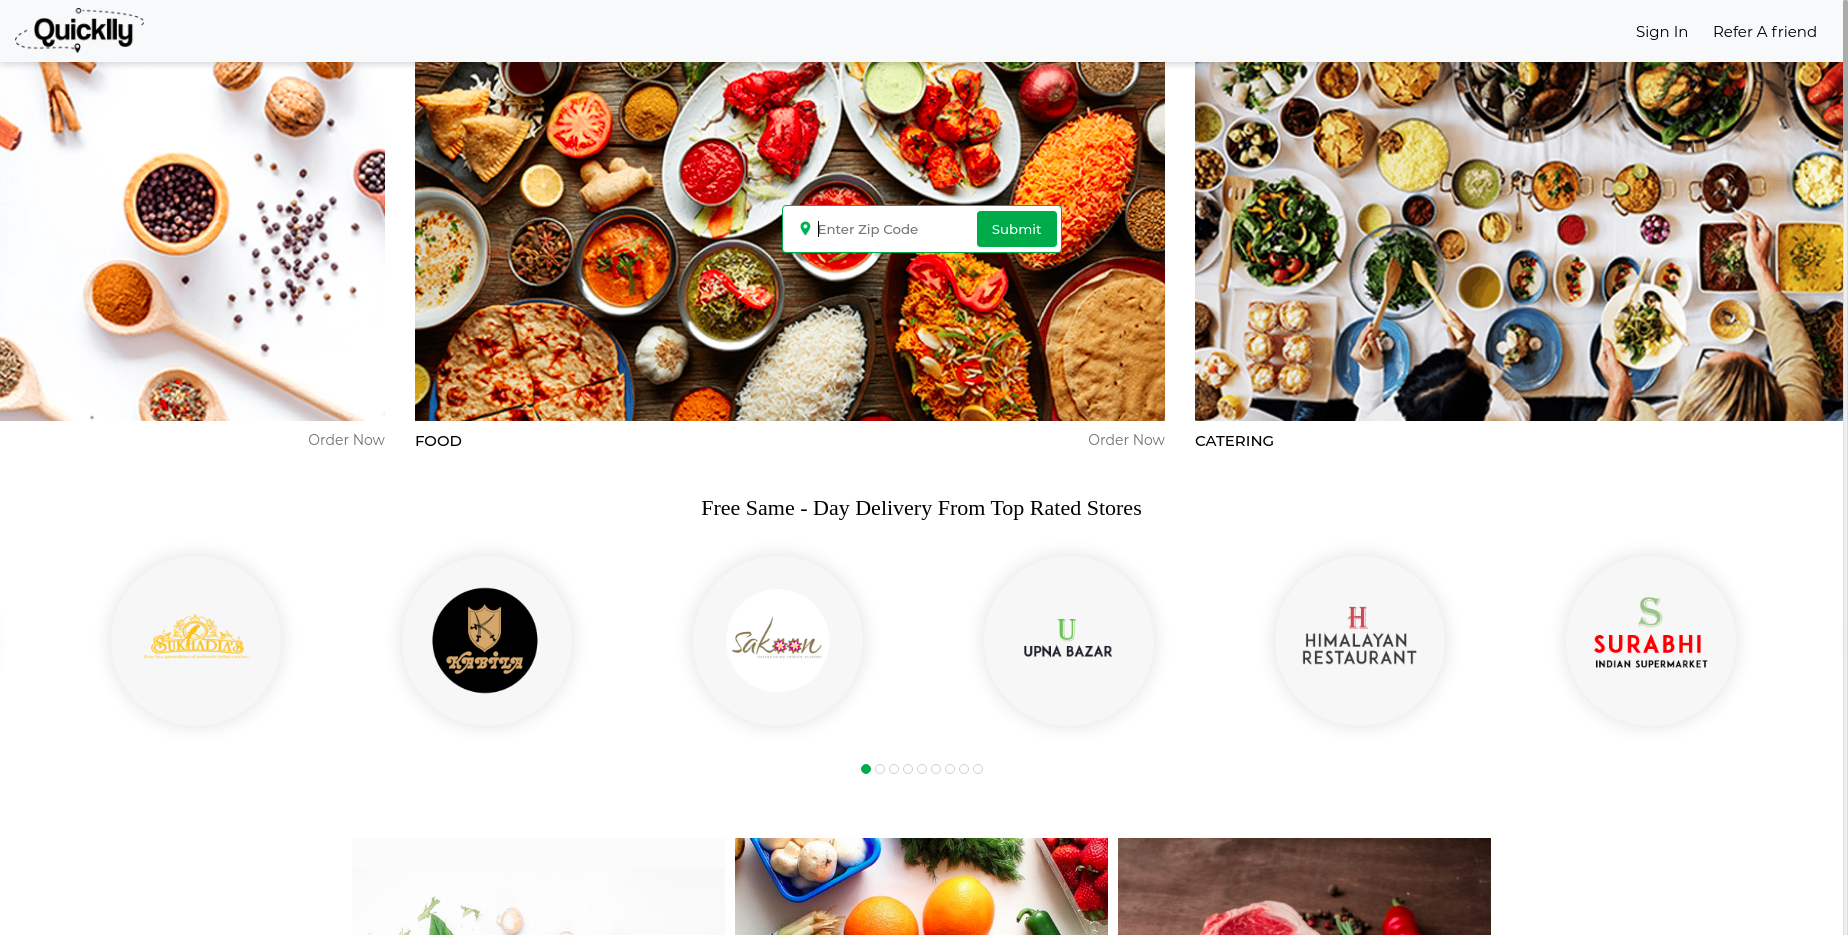 Quicklly
Sign In
Refer A friend
Enter Zip Code
Submit
Order Now
FOOD
Order Now
CATERING
Free Same - Day Delivery From Top Rated Stores
SUKHADIA'S
KABILA
sakoon
U
UPNA BAZAR
H
HIMALAYAN
RESTAURANT
S
SURABHI
INDIAN SUPERMARKET